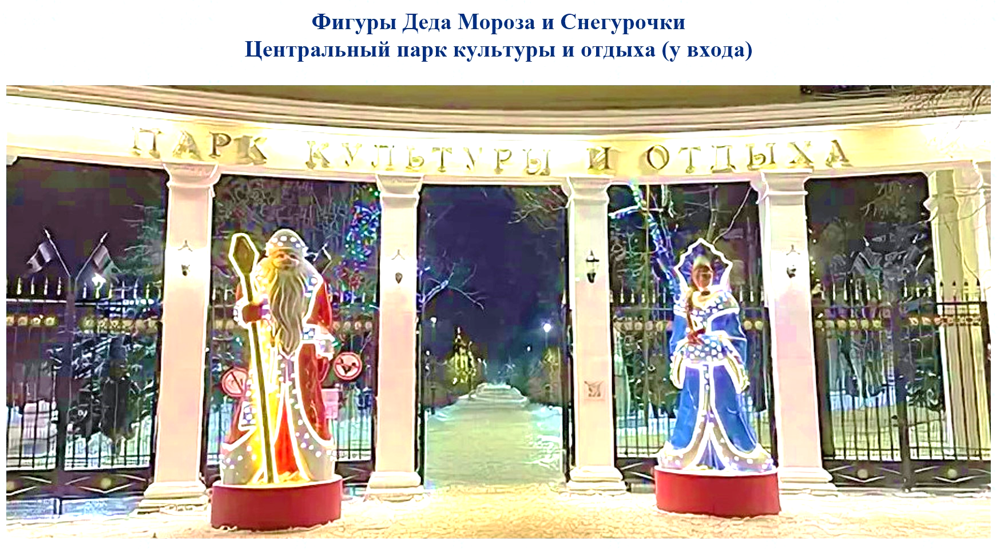 Фигуры Деда Мороза и Снегурочки
Центральный парк культуры и отдыха (у входа)
ПАРК КУЛЬТУРЫ И ОТДЫХА